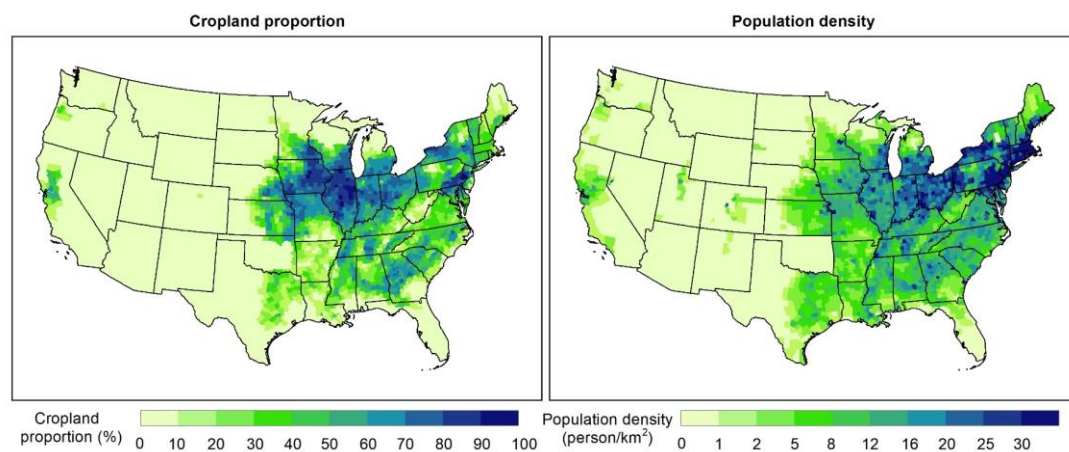 Cropland proportion
Population density
Cropland
proportion (%)
0 10 20 30 40 50 60 70 80 90 100
Population density
(person/km²)
0 1 2 5 8 12 16 20 25 30